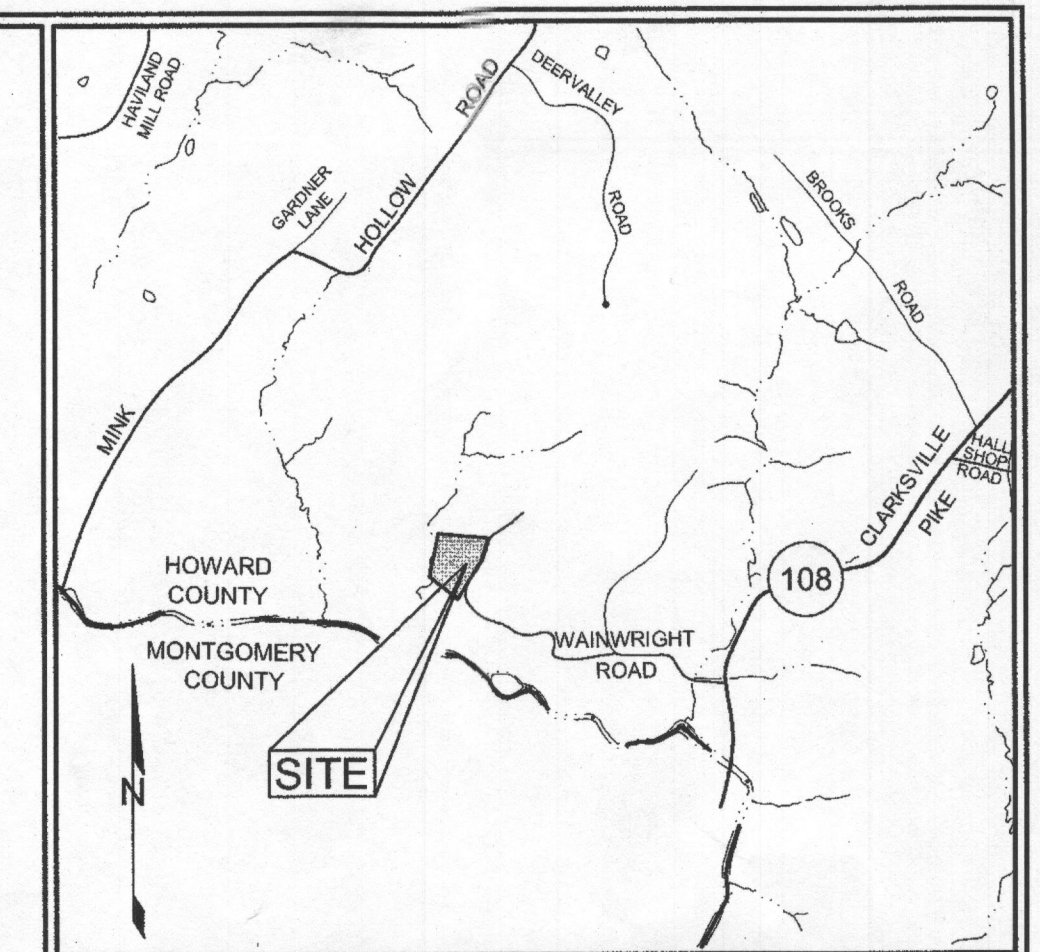 HAVILAND
MILL ROAD
ROAD
DEERVALLEY
ROAD
GARDNER
LANE
HOLLOW
BROOKS
ROAD
MINK
CLARKSVILLE
PIKE
HALL
SHOP
ROAD
HOWARD
COUNTY
108
MONTGOMERY
COUNTY
WAINWRIGHT
ROAD
SITE
N